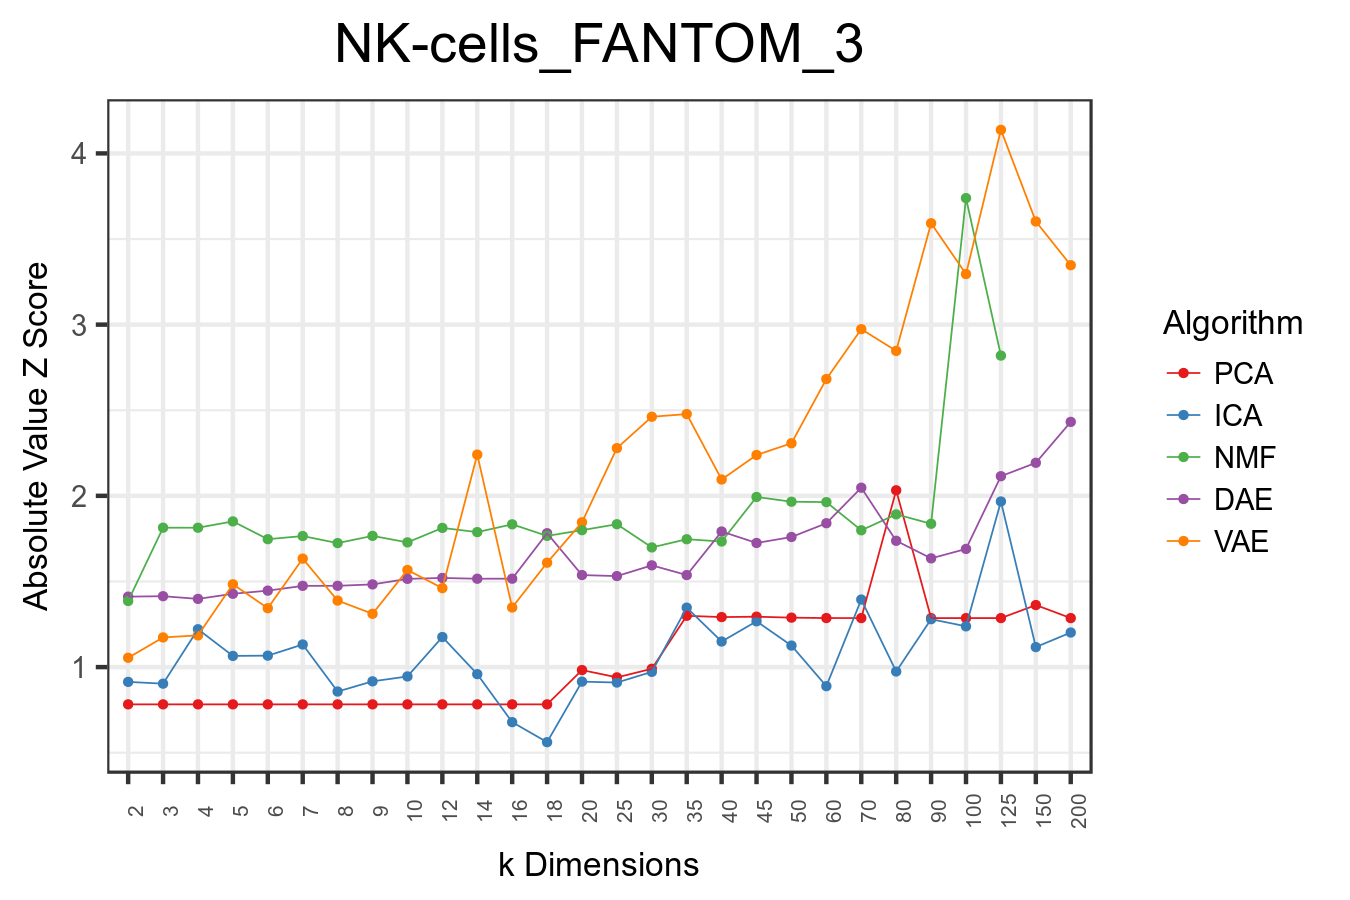 NK-cells_FANTOM_3
Absolute Value Z Score
4
3
2
1
2 3 4 5 6 7 8 9 10 12 14 16 18 20 25 30 35 40 45 50 60 70 80 90 100 125 150 200
k Dimensions
Algorithm
PCA
ICA
NMF
DAE
VAE